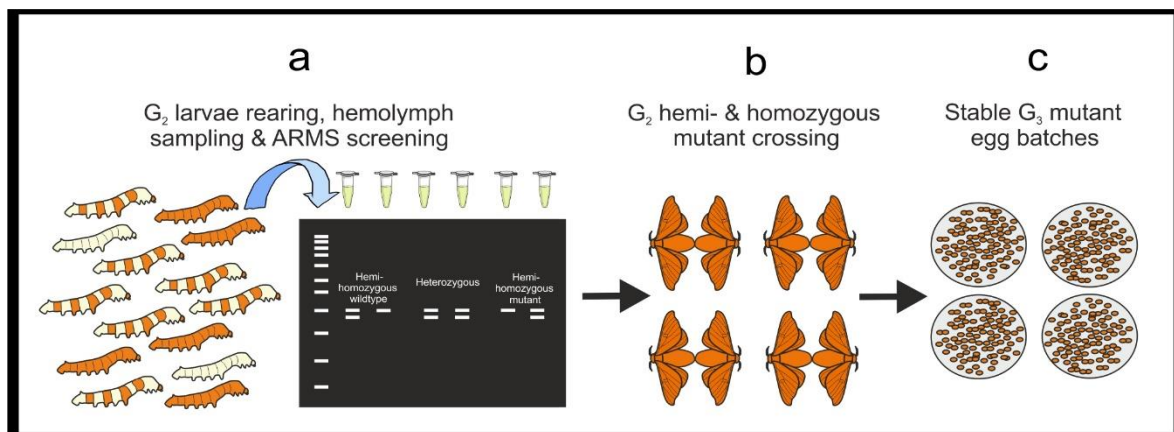 a
G₂ larvae rearing, hemolymph
sampling & ARMS screening
Hemi-
homozygous
wildtype
Heterozygous
Hemi-
homozygous
mutant
b
G₂ hemi- & homozygous
mutant crossing
c
Stable G₃ mutant
egg batches